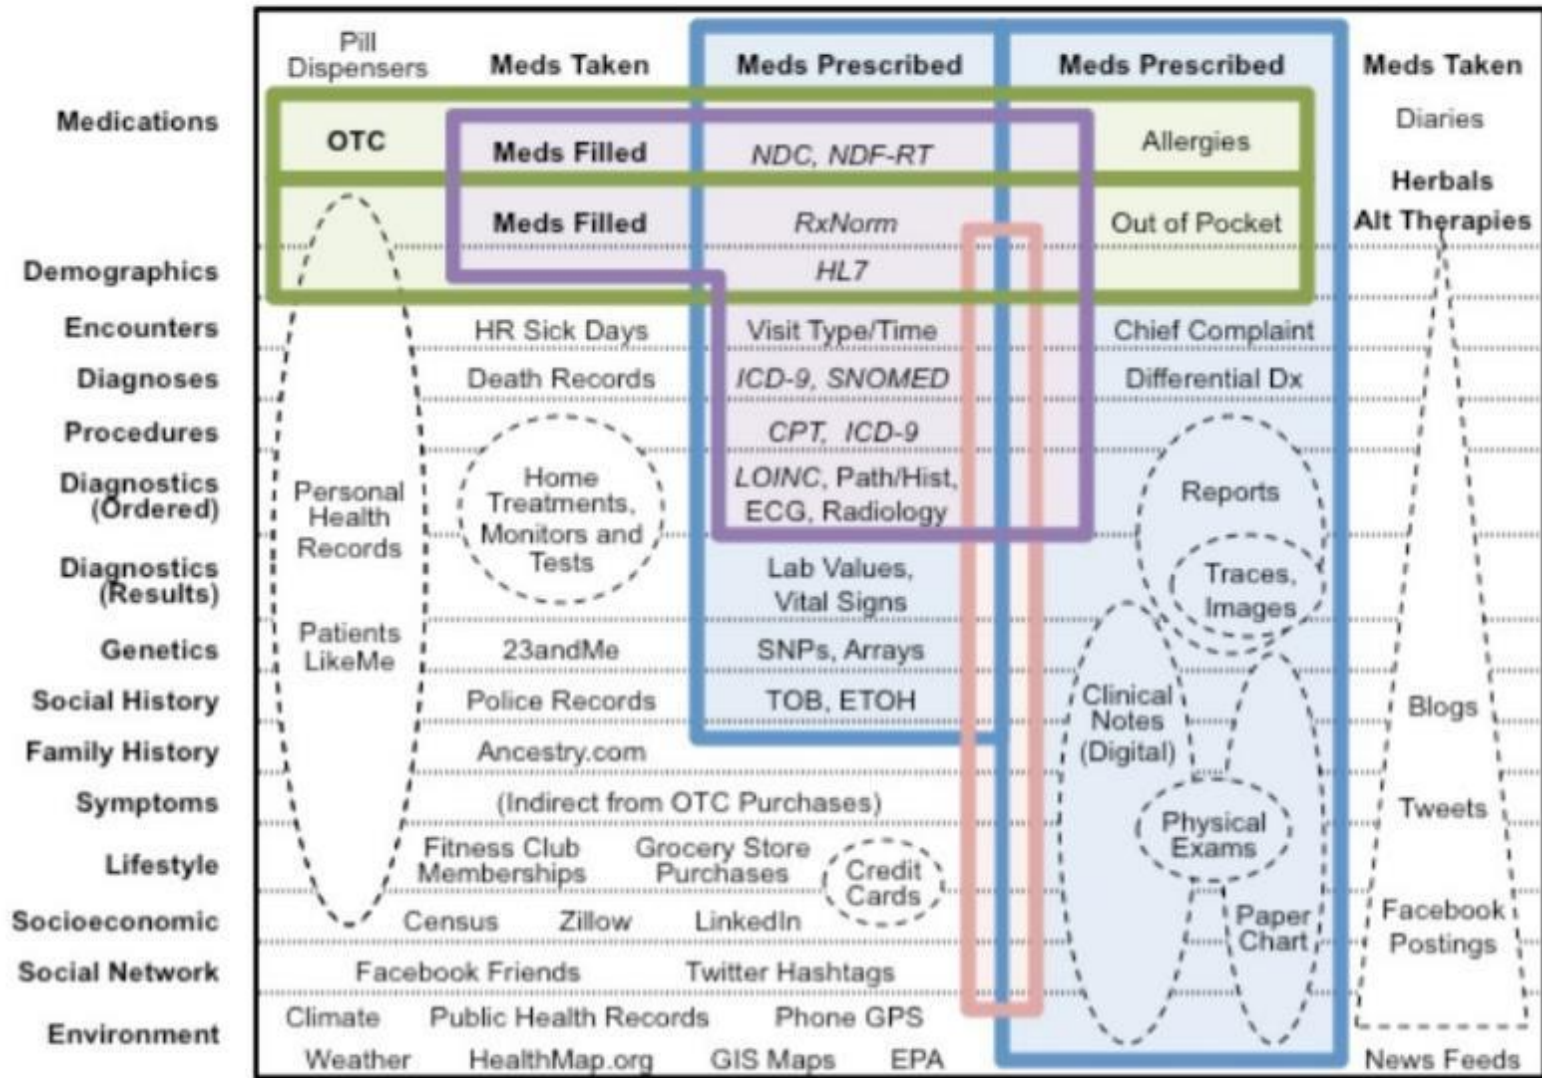 Pill
Dispensers
Meds Taken
Meds Prescribed
Meds Prescribed
Meds Taken
Medications
OTC
Meds Filled
NDC, NDF-RT
Allergies
Diaries
Herbals
Meds Filled
RxNorm
Out of Pocket
Alt Therapies
Demographics
HL7
Encounters
HR Sick Days
Visit Type/Time
Chief Complaint
Diagnoses
Death Records
ICD-9, SNOMED
Differential Dx
Procedures
CPT, ICD-9
Diagnostics
(Ordered)
Personal
Health
Records
Home
Treatments,
Monitors and
Tests
LOINC, Path/Hist,
ECG, Radiology
Reports
Diagnostics
(Results)
Lab Values,
Vital Signs
Traces,
Images
Genetics
Patients
LikeMe
23andMe
SNPs, Arrays
Social History
Police Records
TOB, ETOH
Clinical
Notes
(Digital)
Blogs
Family History
Ancestry.com
Symptoms
(Indirect from OTC Purchases)
Physical
Exams
Tweets
Lifestyle
Fitness Club
Memberships
Grocery Store
Purchases
Credit
Cards
Socioeconomic
Census
Zillow
LinkedIn
Paper
Chart
Facebook
Postings
Social Network
Facebook Friends
Twitter Hashtags
Environment
Climate
Public Health Records
Phone GPS
Weather
HealthMap.org
GIS Maps
EPA
News Feeds